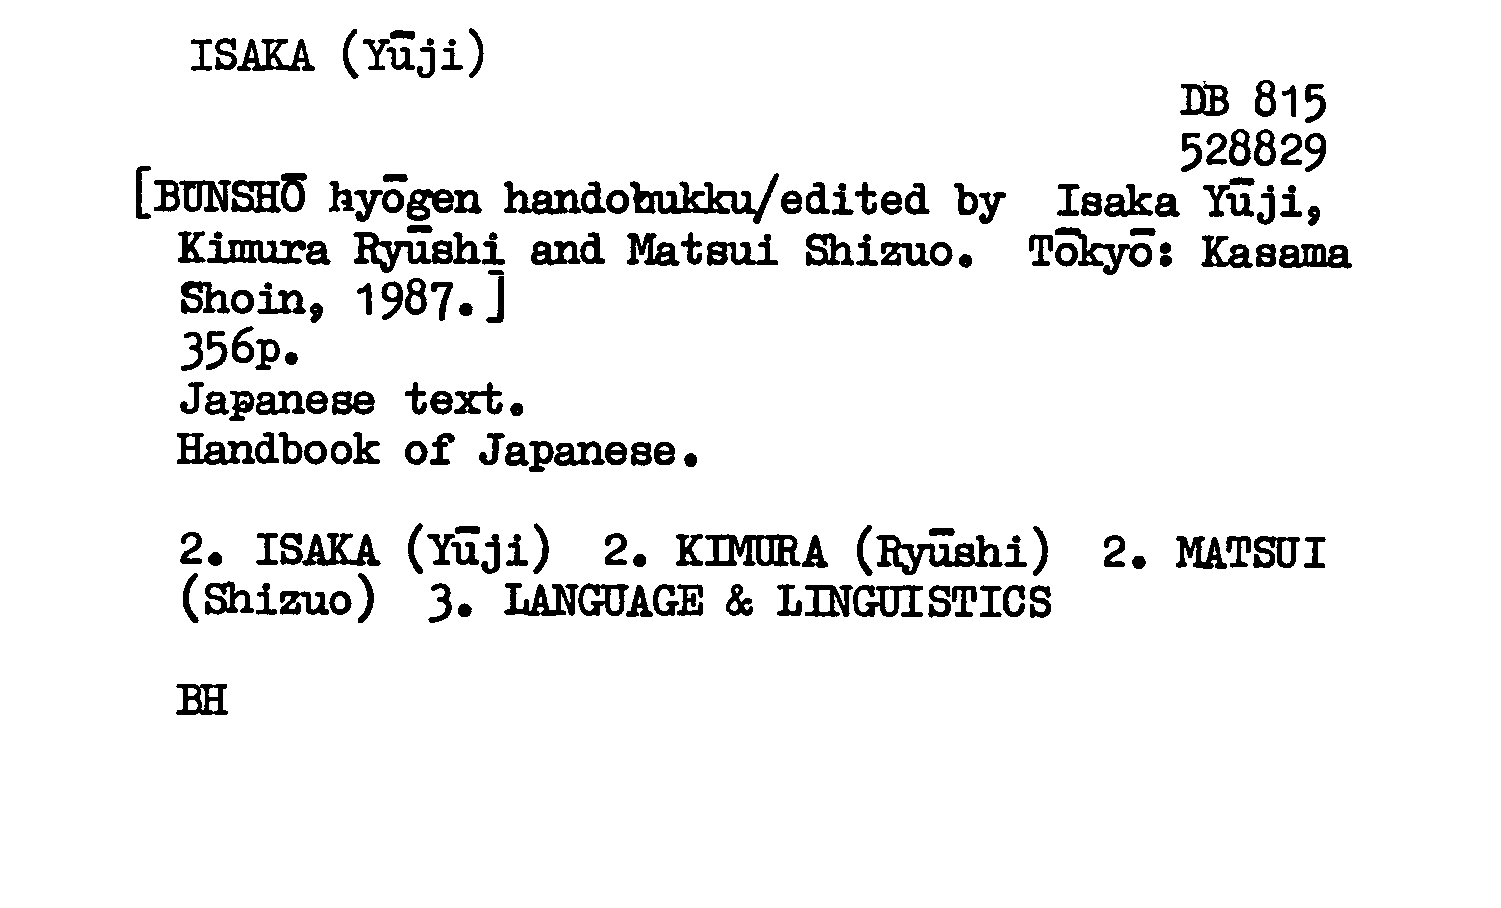 ISAKA (Yūji)
DB 815
528829
[BUNSHŌ hyōgen handobukku/edited by Isaka Yūji,
Kimura Ryūshi and Matsui Shizuo. Tōkyō: Kasama
Shoin, 1987.]
356p.
Japanese text.
Handbook of Japanese.
2. ISAKA (Yūji) 2. KIMURA (Ryūshi) 2. MATSUI
(Shizuo) 3. LANGUAGE & LINGUISTICS
BH